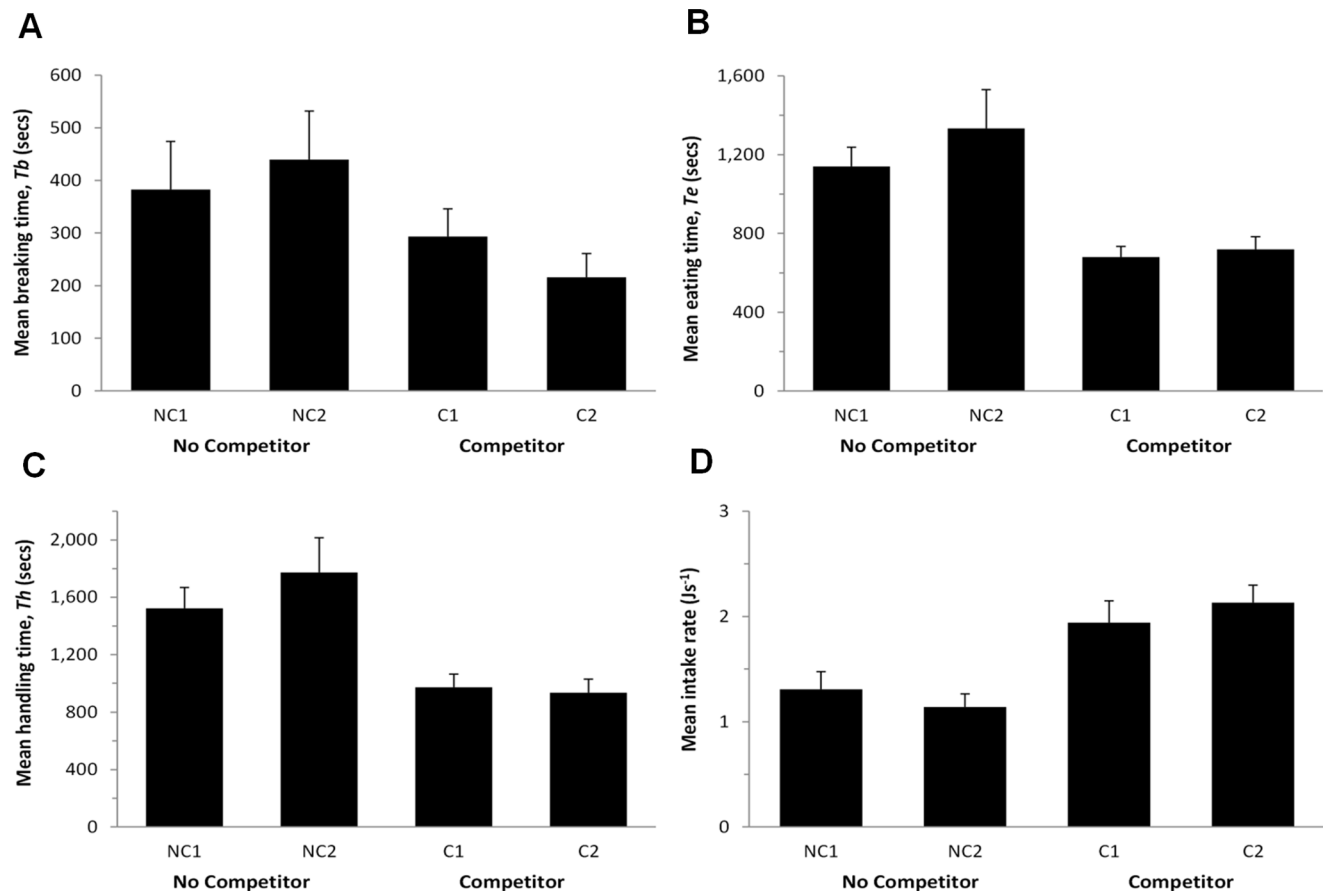 A
Mean breaking time, Tb (secs)
600
500
400
300
200
100
0
NC1 NC2 C1 C2
No Competitor Competitor
B
Mean eating time, Te (secs)
1,600
1,200
800
400
0
NC1 NC2 C1 C2
No Competitor Competitor
C
Mean handling time, Th (secs)
2,000
1,600
1,200
800
400
0
NC1 NC2 C1 C2
No Competitor Competitor
D
Mean intake rate (Js⁻¹)
3
2
1
0
NC1 NC2 C1 C2
No Competitor Competitor